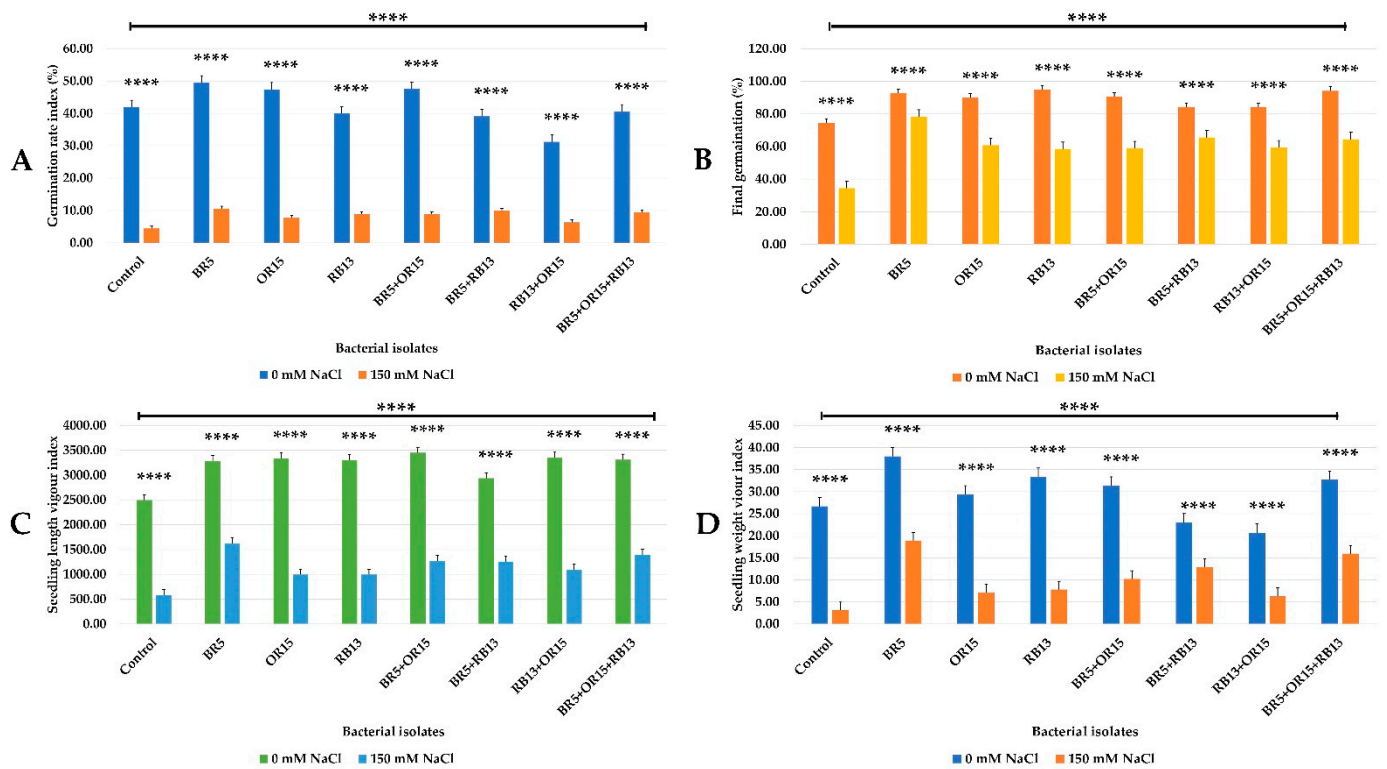 A
****
Germination rate index (%)
60.00
50.00
40.00
30.00
20.00
10.00
0.00
**** **** **** **** **** **** **** ****
Control BR5 OR15 RB13 BR5+OR15 BR5+RB13 RB13+OR15 BR5+OR15+RB13
Bacterial isolates
0 mM NaCl 150 mM NaCl
B
****
Final germaination (%)
120.00
100.00
80.00
60.00
40.00
20.00
0.00
**** **** **** **** **** **** **** ****
Control BR5 OR15 RB13 BR5+OR15 BR5+RB13 RB13+OR15 BR5+OR15+RB13
Bacterial isolates
0 mM NaCl 150 mM NaCl
C
****
Seedling length vigour index
4000.00
3500.00
3000.00
2500.00
2000.00
1500.00
1000.00
500.00
0.00
**** **** **** **** **** **** **** ****
Control BR5 OR15 RB13 BR5+OR15 BR5+RB13 RB13+OR15 BR5+OR15+RB13
Bacterial isolates
0 mM NaCl 150 mM NaCl
D
****
Seedling weight viour index
45.00
40.00
35.00
30.00
25.00
20.00
15.00
10.00
5.00
0.00
**** **** **** **** **** **** **** ****
Control BR5 OR15 RB13 BR5+OR15 BR5+RB13 RB13+OR15 BR5+OR15+RB13
Bacterial isolates
0 mM NaCl 150 mM NaCl